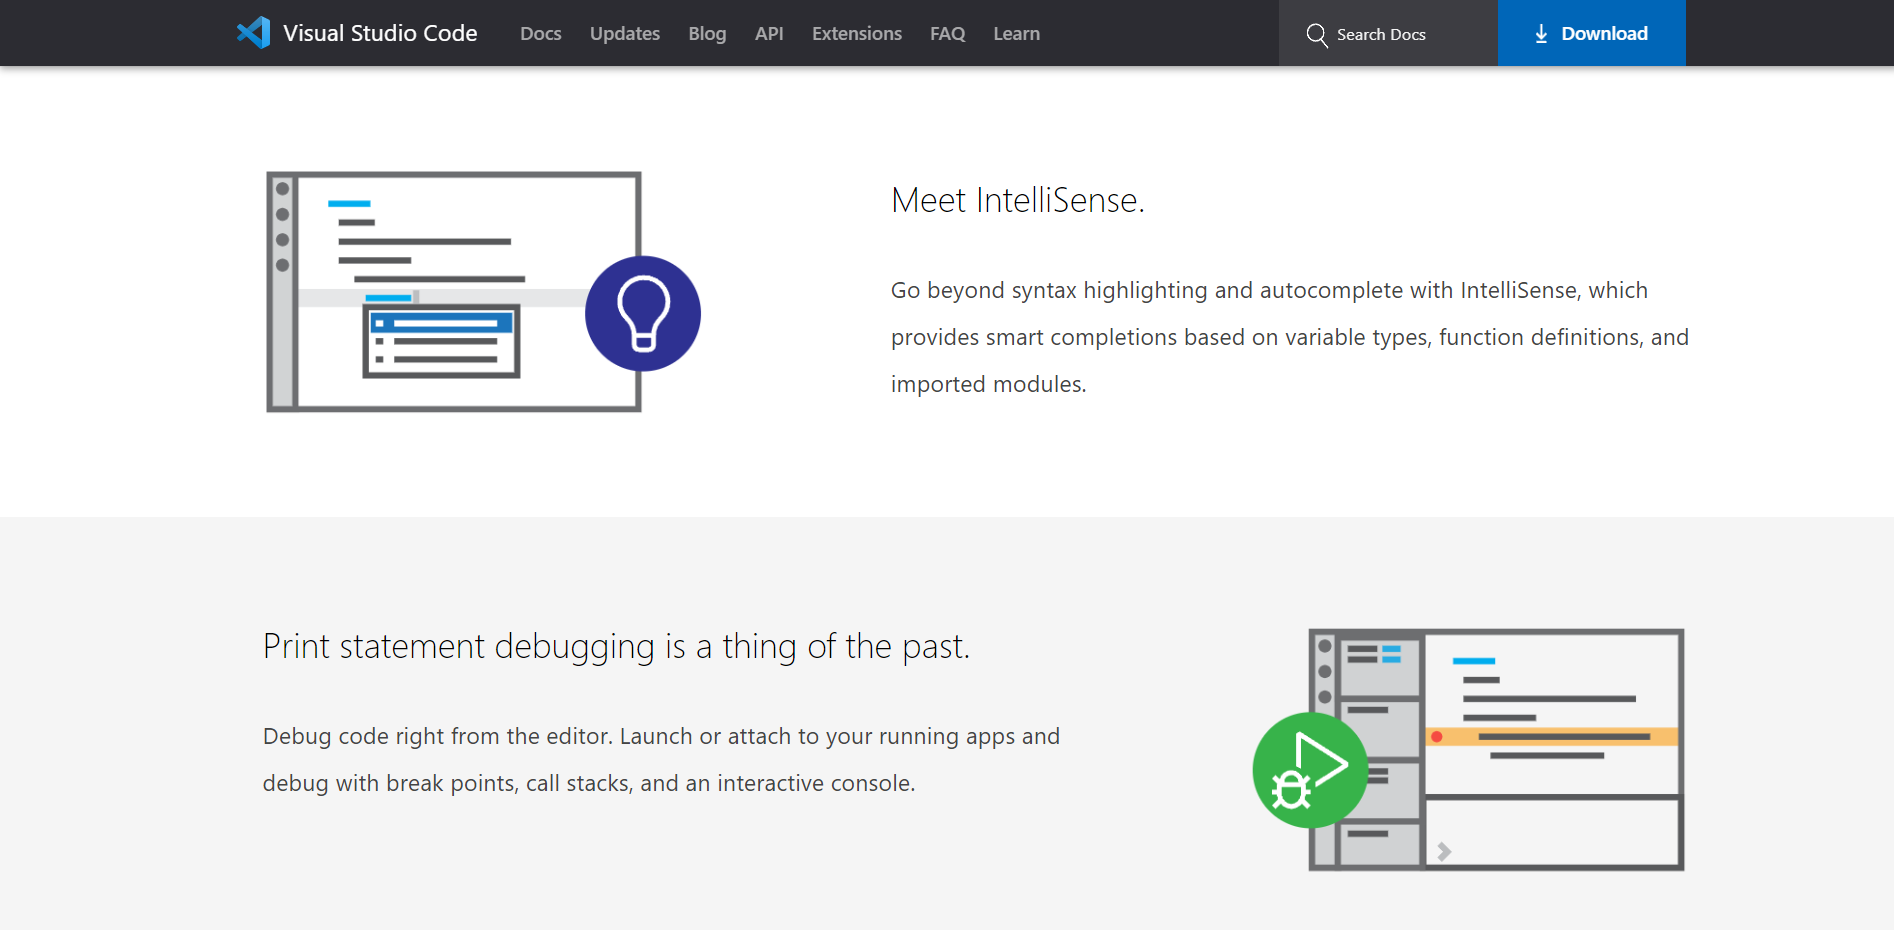 Visual Studio Code Docs Updates Blog API Extensions FAQ Learn Search Docs Download
Meet IntelliSense.
Go beyond syntax highlighting and autocomplete with IntelliSense, which
provides smart completions based on variable types, function definitions, and
imported modules.
Print statement debugging is a thing of the past.
Debug code right from the editor. Launch or attach to your running apps and
debug with break points, call stacks, and an interactive console.